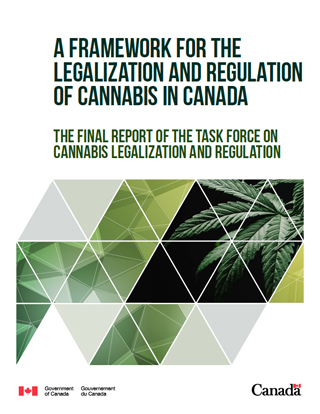 A FRAMEWORK FOR THE
LEGALIZATION AND REGULATION
OF CANNABIS IN CANADA
THE FINAL REPORT OF THE TASK FORCE ON
CANNABIS LEGALIZATION AND REGULATION
Government
of Canada
Gouvernement
du Canada
Canada